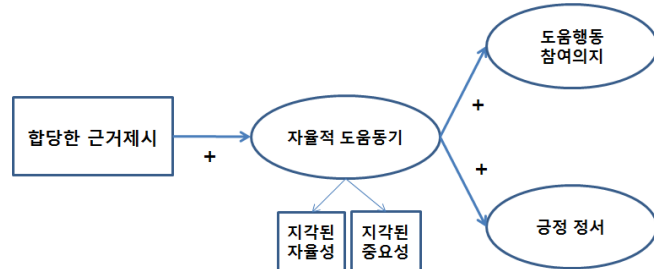 도움행동
참여의지
합당한 근거제시
+
자율적 도움동기
+
+
지각된
자율성
지각된
중요성
긍정 정서